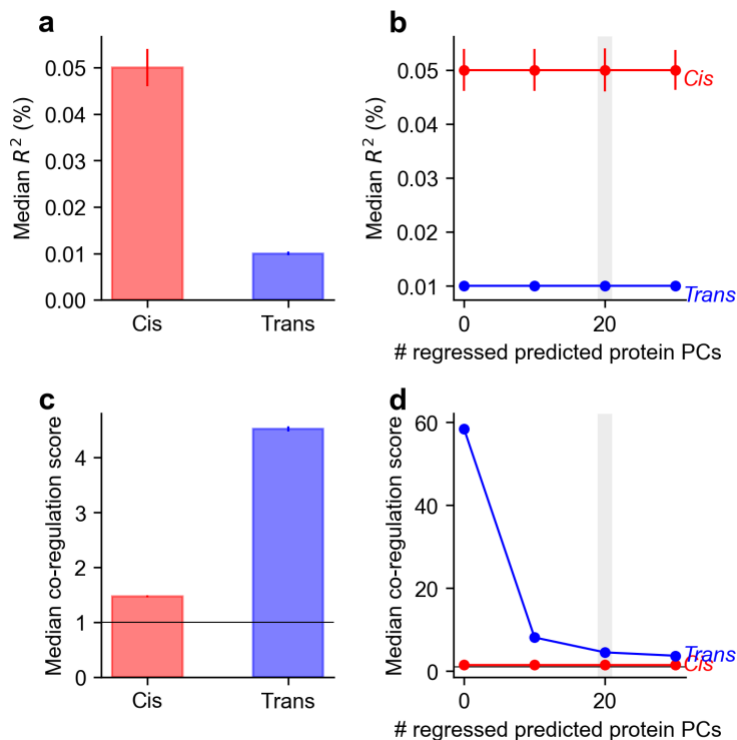 a
Median R² (%)
0.05
0.04
0.03
0.02
0.01
0.00
Cis
Trans
b
Median R² (%)
0.05
0.04
0.03
0.02
0.01
Cis
Trans
0
20
# regressed predicted protein PCs
c
Median co-regulation score
4
3
2
1
0
Cis
Trans
d
Median co-regulation score
60
40
20
0
Trans
Cis
0
20
# regressed predicted protein PCs